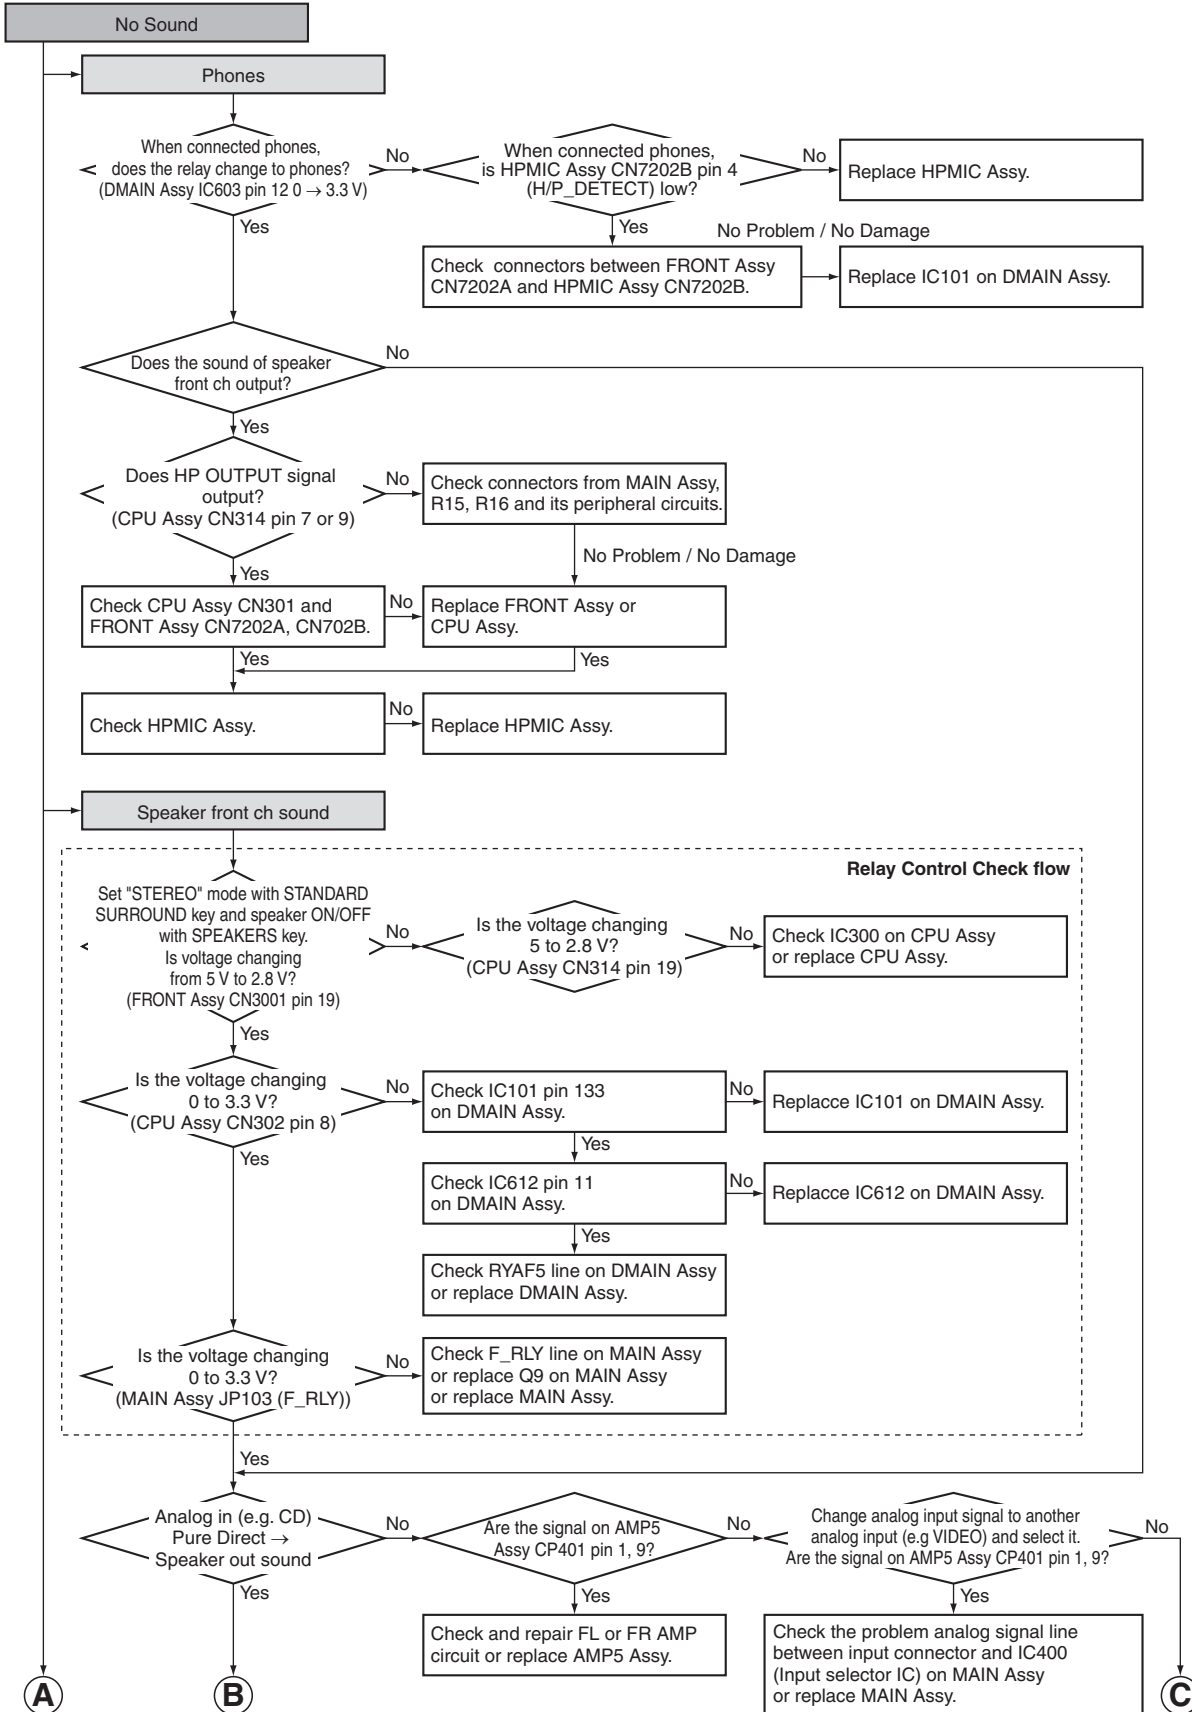 No Sound
Phones
When connected phones,
does the relay change to phones?
(DMAIN Assy IC603 pin 12 0 → 3.3 V)
No
When connected phones,
is HPMIC Assy CN7202B pin 4
(H/P_DETECT) low?
No
Replace HPMIC Assy.
Yes
Yes
No Problem / No Damage
Check connectors between FRONT Assy
CN7202A and HPMIC Assy CN7202B.
Replace IC101 on DMAIN Assy.
Does the sound of speaker
front ch output?
No
Yes
Does HP OUTPUT signal
output?
(CPU Assy CN314 pin 7 or 9)
No
Check connectors from MAIN Assy,
R15, R16 and its peripheral circuits.
No Problem / No Damage
Yes
Check CPU Assy CN301 and
FRONT Assy CN7202A, CN702B.
No
Replace FRONT Assy or
CPU Assy.
Yes
Yes
Check HPMIC Assy.
No
Replace HPMIC Assy.
Speaker front ch sound
Relay Control Check flow
Set "STEREO" mode with STANDARD
SURROUND key and speaker ON/OFF
with SPEAKERS key.
Is voltage changing
from 5 V to 2.8 V?
(FRONT Assy CN3001 pin 19)
No
Is the voltage changing
5 to 2.8 V?
(CPU Assy CN314 pin 19)
No
Check IC300 on CPU Assy
or replace CPU Assy.
Yes
Is the voltage changing
0 to 3.3 V?
(CPU Assy CN302 pin 8)
No
Check IC101 pin 133
on DMAIN Assy.
No
Replacce IC101 on DMAIN Assy.
Yes
Yes
Check IC612 pin 11
on DMAIN Assy.
No
Replacce IC612 on DMAIN Assy.
Yes
Check RYAF5 line on DMAIN Assy
or replace DMAIN Assy.
Is the voltage changing
0 to 3.3 V?
(MAIN Assy JP103 (F_RLY))
No
Check F_RLY line on MAIN Assy
or replace Q9 on MAIN Assy
or replace MAIN Assy.
Yes
Analog in (e.g. CD)
Pure Direct →
Speaker out sound
No
Are the signal on AMP5
Assy CP401 pin 1, 9?
No
Change analog input signal to another
analog input (e.g VIDEO) and select it.
Are the signal on AMP5 Assy CP401 pin 1, 9?
No
Yes
Yes
Yes
Check and repair FL or FR AMP
circuit or replace AMP5 Assy.
Check the problem analog signal line
between input connector and IC400
(Input selector IC) on MAIN Assy
or replace MAIN Assy.
A
B
C